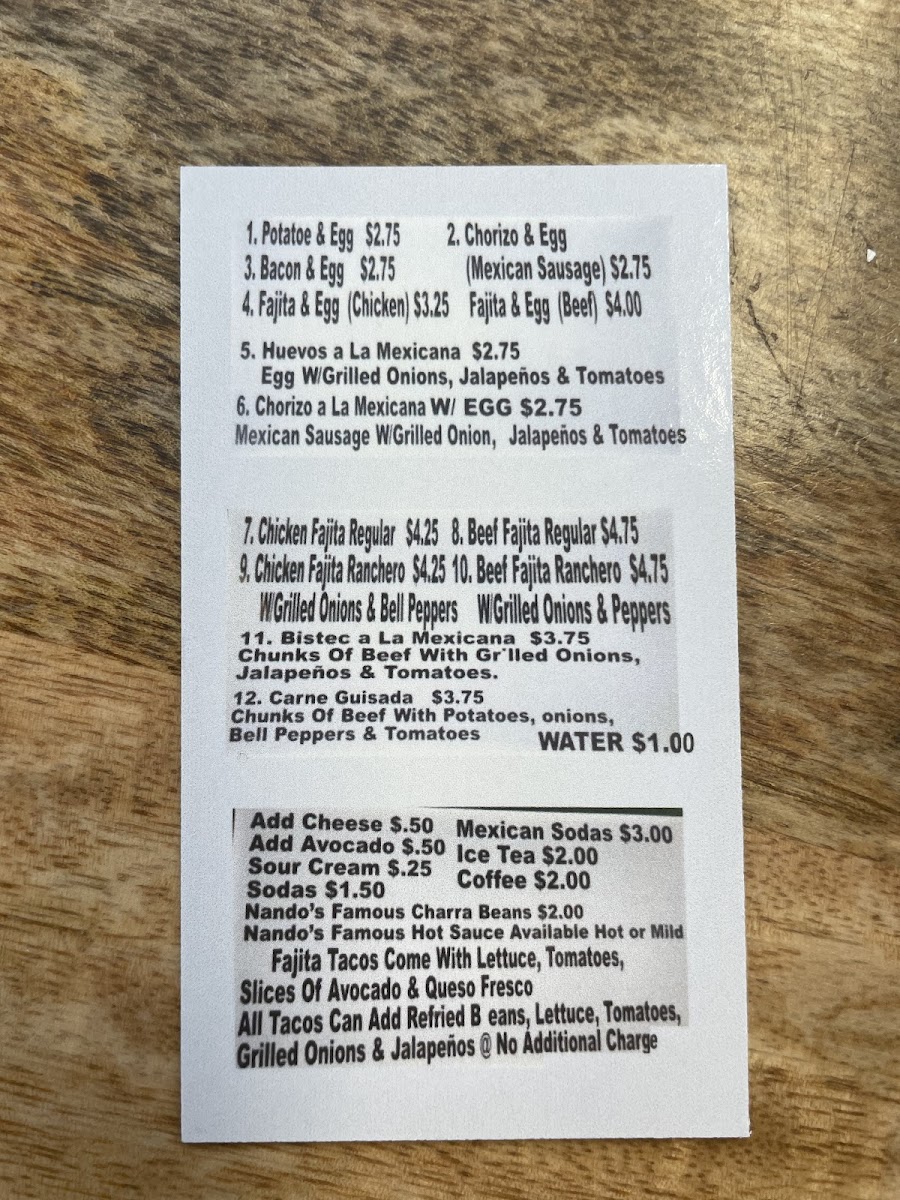 1. Potatoe & Egg $2.75 2. Chorizo & Egg
3. Bacon & Egg $2.75 (Mexican Sausage) $2.75
4. Fajita & Egg (Chicken) $3.25 Fajita & Egg (Beef) $4.00
5. Huevos a La Mexicana $2.75
Egg W/Grilled Onions, Jalapeños & Tomatoes
6. Chorizo a La Mexicana W/ EGG $2.75
Mexican Sausage W/Grilled Onion, Jalapeños & Tomatoes
7. Chicken Fajita Regular $4.25 8. Beef Fajita Regular $4.75
9. Chicken Fajita Ranchero $4.25 10. Beef Fajita Ranchero $4.75
W/Grilled Onions & Bell Peppers W/Grilled Onions & Peppers
11. Bistec a La Mexicana $3.75
Chunks Of Beef With Gr'lled Onions,
Jalapeños & Tomatoes.
12. Carne Guisada $3.75
Chunks Of Beef With Potatoes, onions,
Bell Peppers & Tomatoes
WATER $1.00
Add Cheese $.50
Add Avocado $.50
Sour Cream $.25
Sodas $1.50
Mexican Sodas $3.00
Ice Tea $2.00
Coffee $2.00
Nando's Famous Charra Beans $2.00
Nando's Famous Hot Sauce Available Hot or Mild
Fajita Tacos Come With Lettuce, Tomatoes,
Slices Of Avocado & Queso Fresco
All Tacos Can Add Refried B eans, Lettuce, Tomatoes,
Grilled Onions & Jalapeños @ No Additional Charge